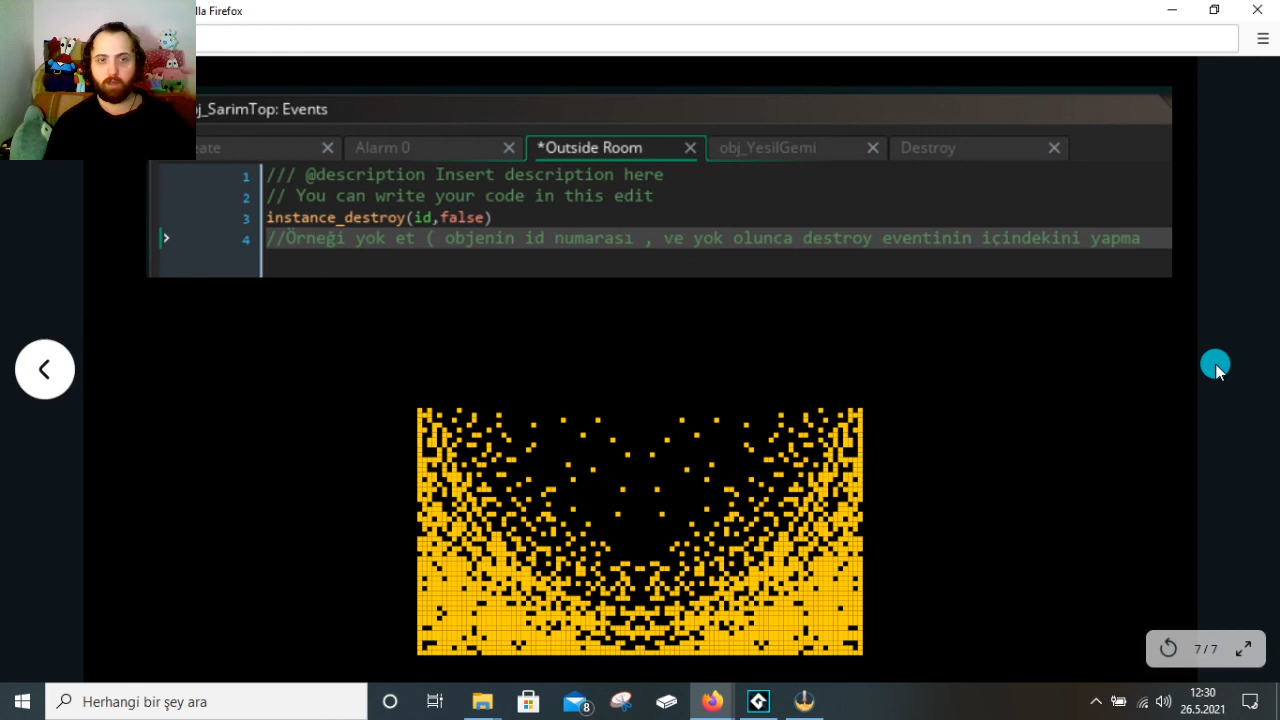 lla Firefox
oj_SarimTop: Events
eate
Alarm 0
*Outside Room
obj_YesilGemi
Destroy
1 /// @description Insert description here
2 // You can write your code in this edit
3 instance_destroy(id,false)
4 //Örneği yok et ( objenin id numarası , ve yok olunca destroy eventinin içindekini yapma
7 / 7
Herhangi bir şey ara
8
12:30
26.5.2021